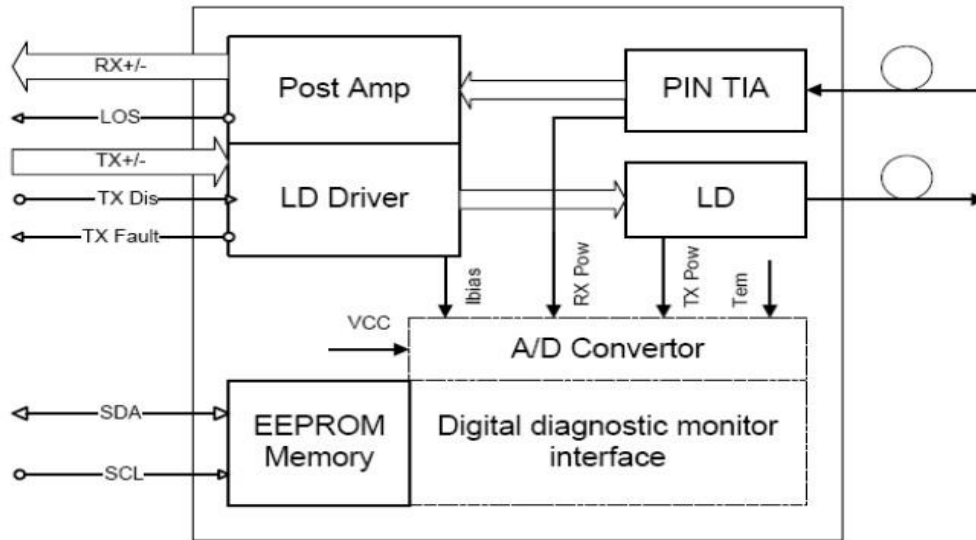 RX+/-
Post Amp
PIN TIA
LOS
TX+/-
TX Dis
LD Driver
LD
TX Fault
Ibias
RX Pow
TX Pow
Tem
VCC
A/D Convertor
SDA
EEPROM
Memory
Digital diagnostic monitor
interface
SCL